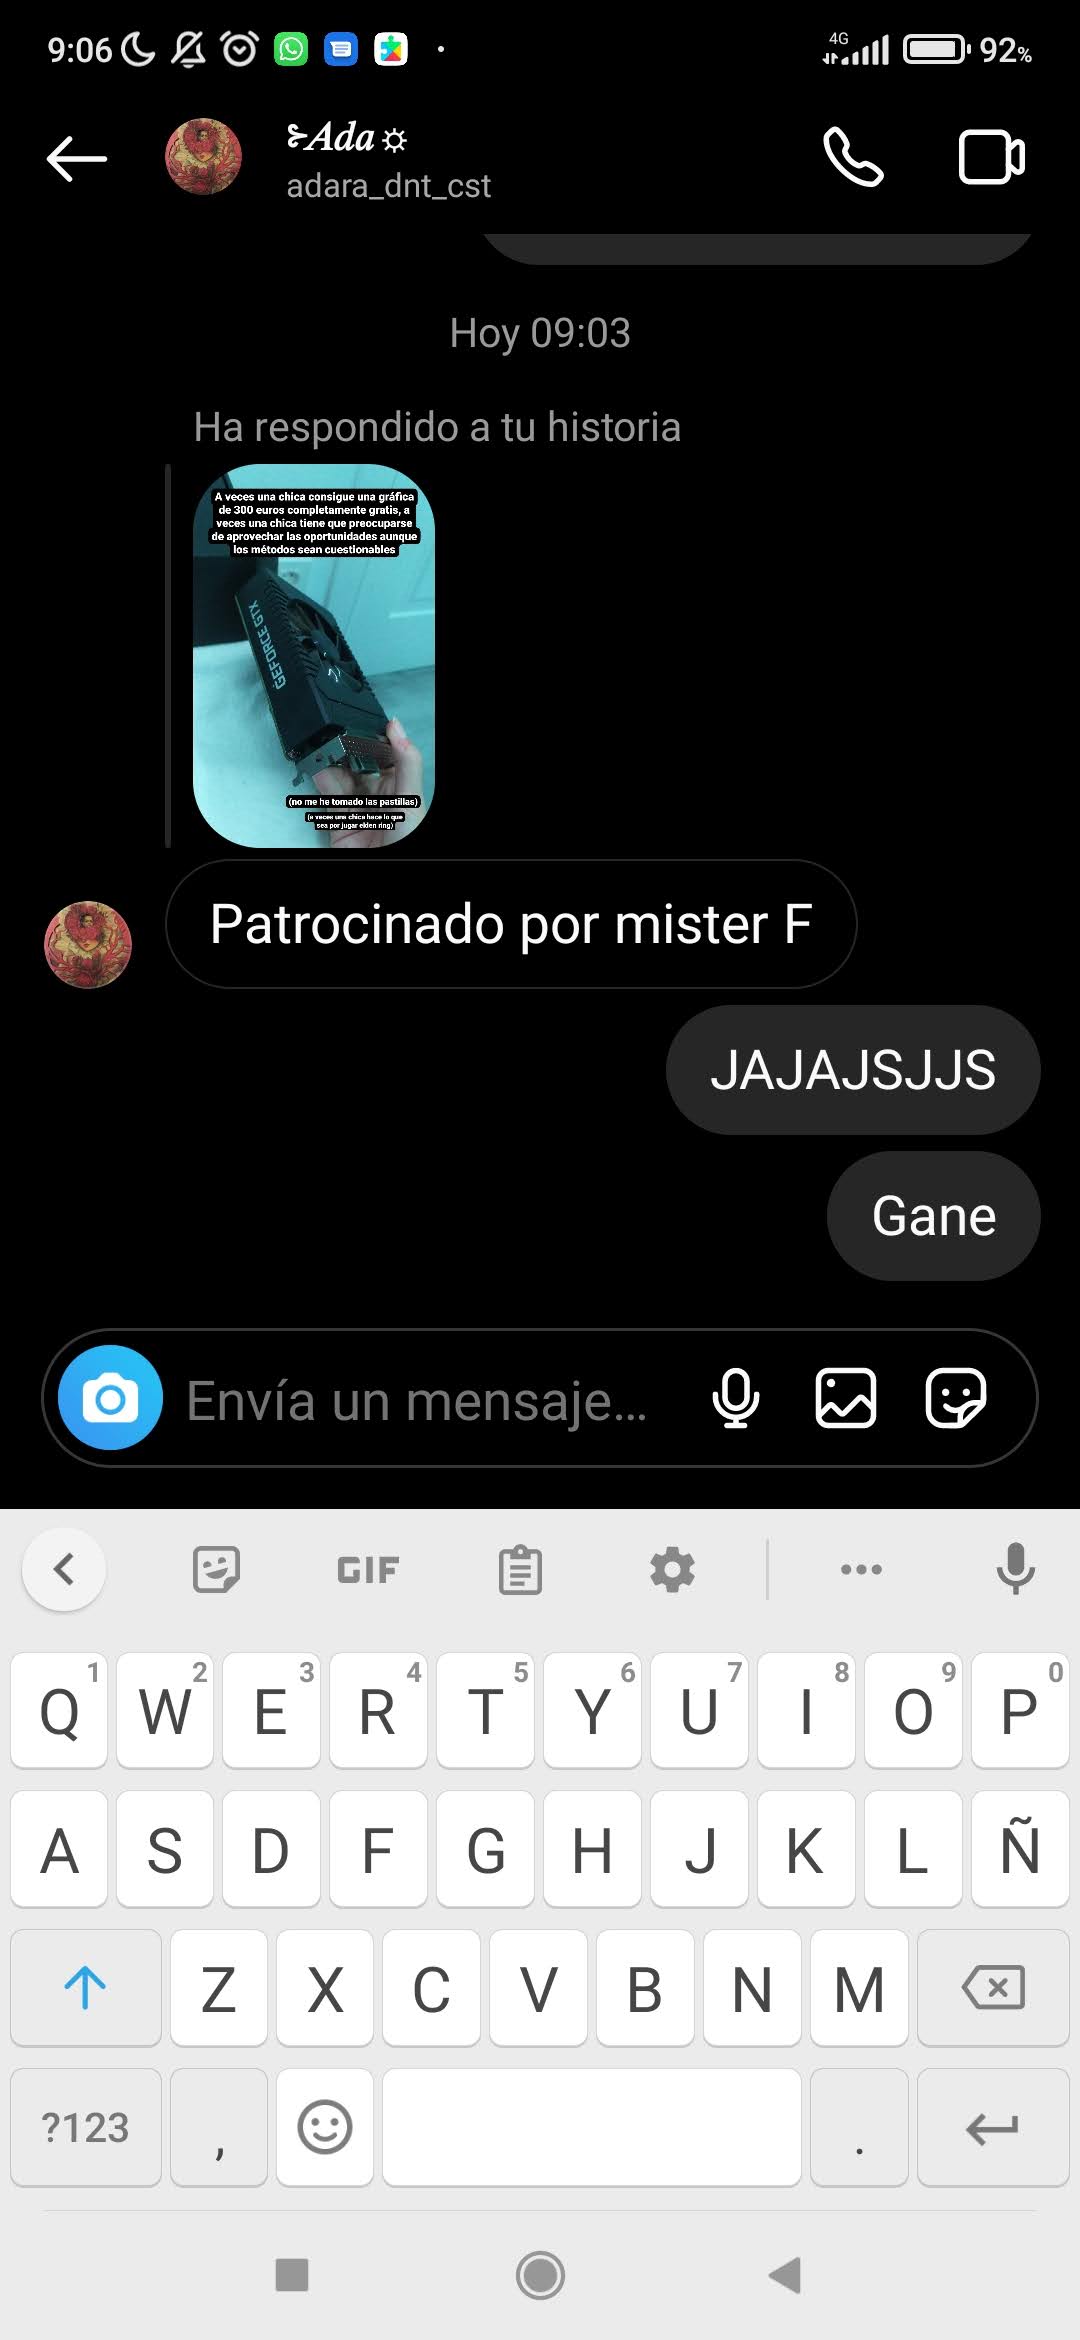 9:06
4G
92%
Ada
adara_dnt_cst
Hoy 09:03
Ha respondido a tu historia
A veces una chica consigue una gráfica
de 300 euros completamente gratis, a
veces una chica tiene que preocuparse
de aprovechar las oportunidades aunque
los métodos sean cuestionables
GEFORCE GTX
(no me he tomado las pastillas)
(a veces una chica hace lo que
sea por jugar elden ring)
Patrocinado por mister F
JAJAJSJJS
Gane
Envía un mensaje...
GIF
1 2 3 4 5 6 7 8 9 0
Q W E R T Y U I O P
A S D F G H J K L Ñ
Z X C V B N M
?123 , .